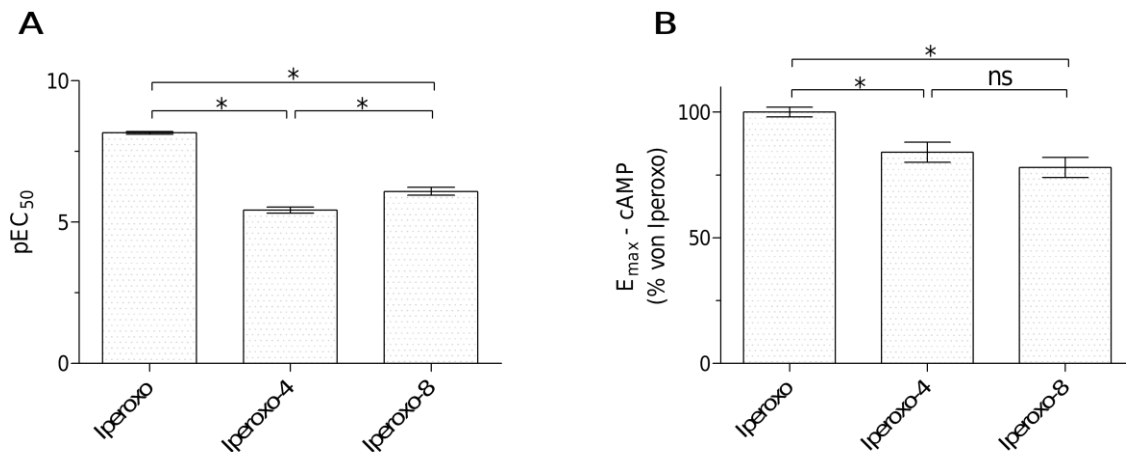 A
B
*
*
*
*
*
ns
10
5
0
pEC50
Iperoxo
Iperoxo-4
Iperoxo-8
100
50
0
Emax - cAMP
(% von Iperoxo)
Iperoxo
Iperoxo-4
Iperoxo-8